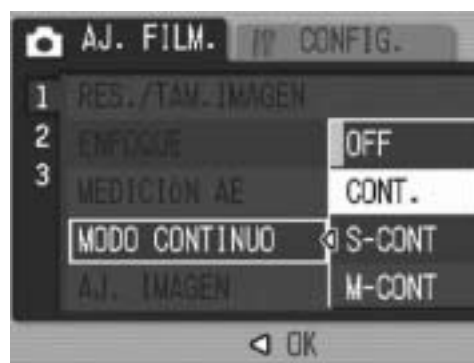 AJ. FILM. CONFIG.
1 RES./TAM.IMAGEN
2 ENFOQUE OFF
3 MEDICIÓN AE CONT.
MODO CONTINUO S-CONT
AJ. IMAGEN M-CONT
OK